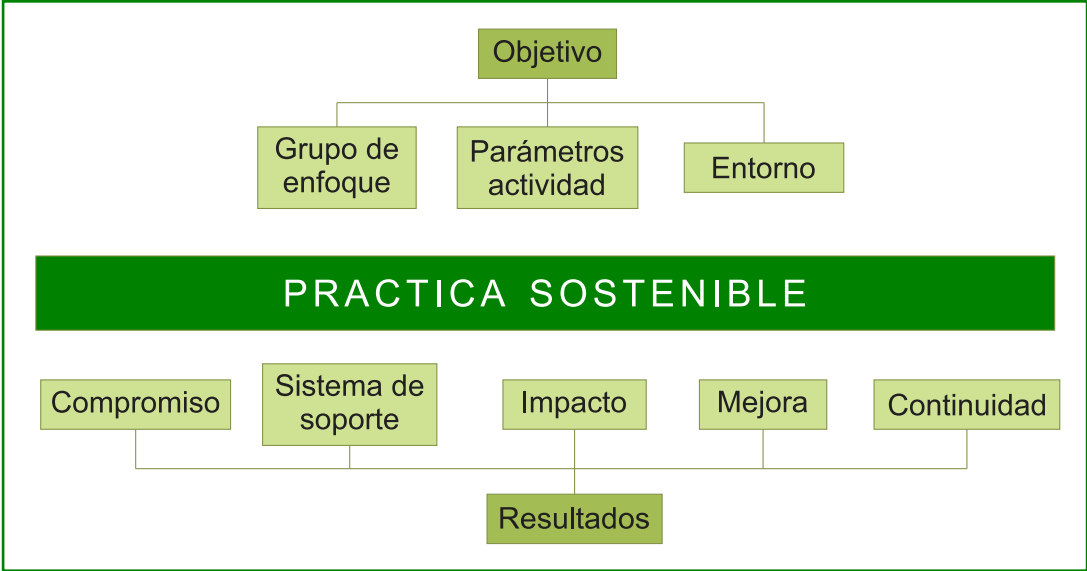 Objetivo
Grupo de
enfoque
Parámetros
actividad
Entorno
PRACTICA SOSTENIBLE
Compromiso
Sistema de
soporte
Impacto
Mejora
Continuidad
Resultados